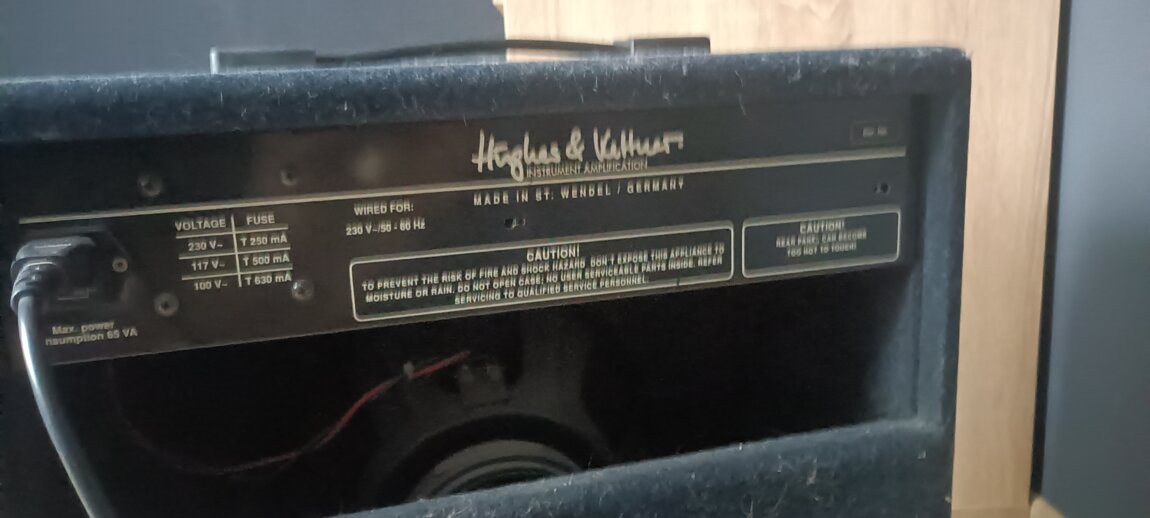 Hughes & Kettner
INSTRUMENT AMPLIFICATION
MADE IN ST. WENDEL / GERMANY
VOLTAGE FUSE
230 V~ T 250 mA
117 V~ T 500 mA
100 V~ T 630 mA
WIRED FOR:
230 V~/50 - 60 Hz
CAUTION!
TO PREVENT THE RISK OF FIRE AND SHOCK HAZARD, DON'T EXPOSE THIS APPLIANCE TO
MOISTURE OR RAIN. DO NOT OPEN CASE; NO USER SERVICEABLE PARTS INSIDE. REFER
SERVICING TO QUALIFIED SERVICE PERSONNEL.
CAUTION!
REAR PANEL CAN BECOME
TOO HOT TO TOUCH!
Max. power
nsumption 65 VA